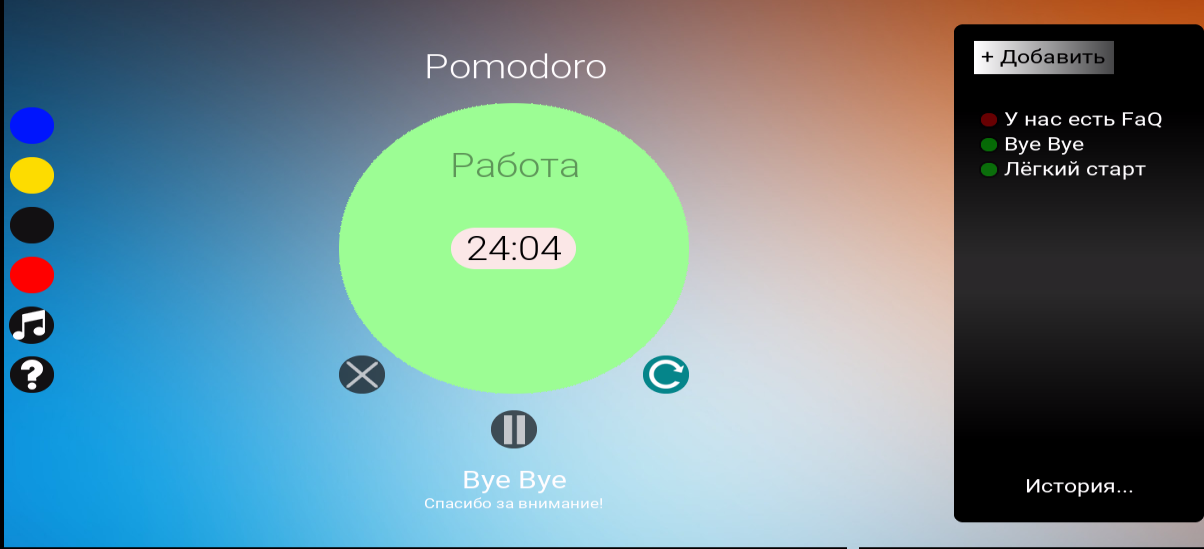 Pomodoro
Работа
24:04
Bye Bye
Спасибо за внимание!
+ Добавить
У нас есть FaQ
Bye Bye
Лёгкий старт
История...
?